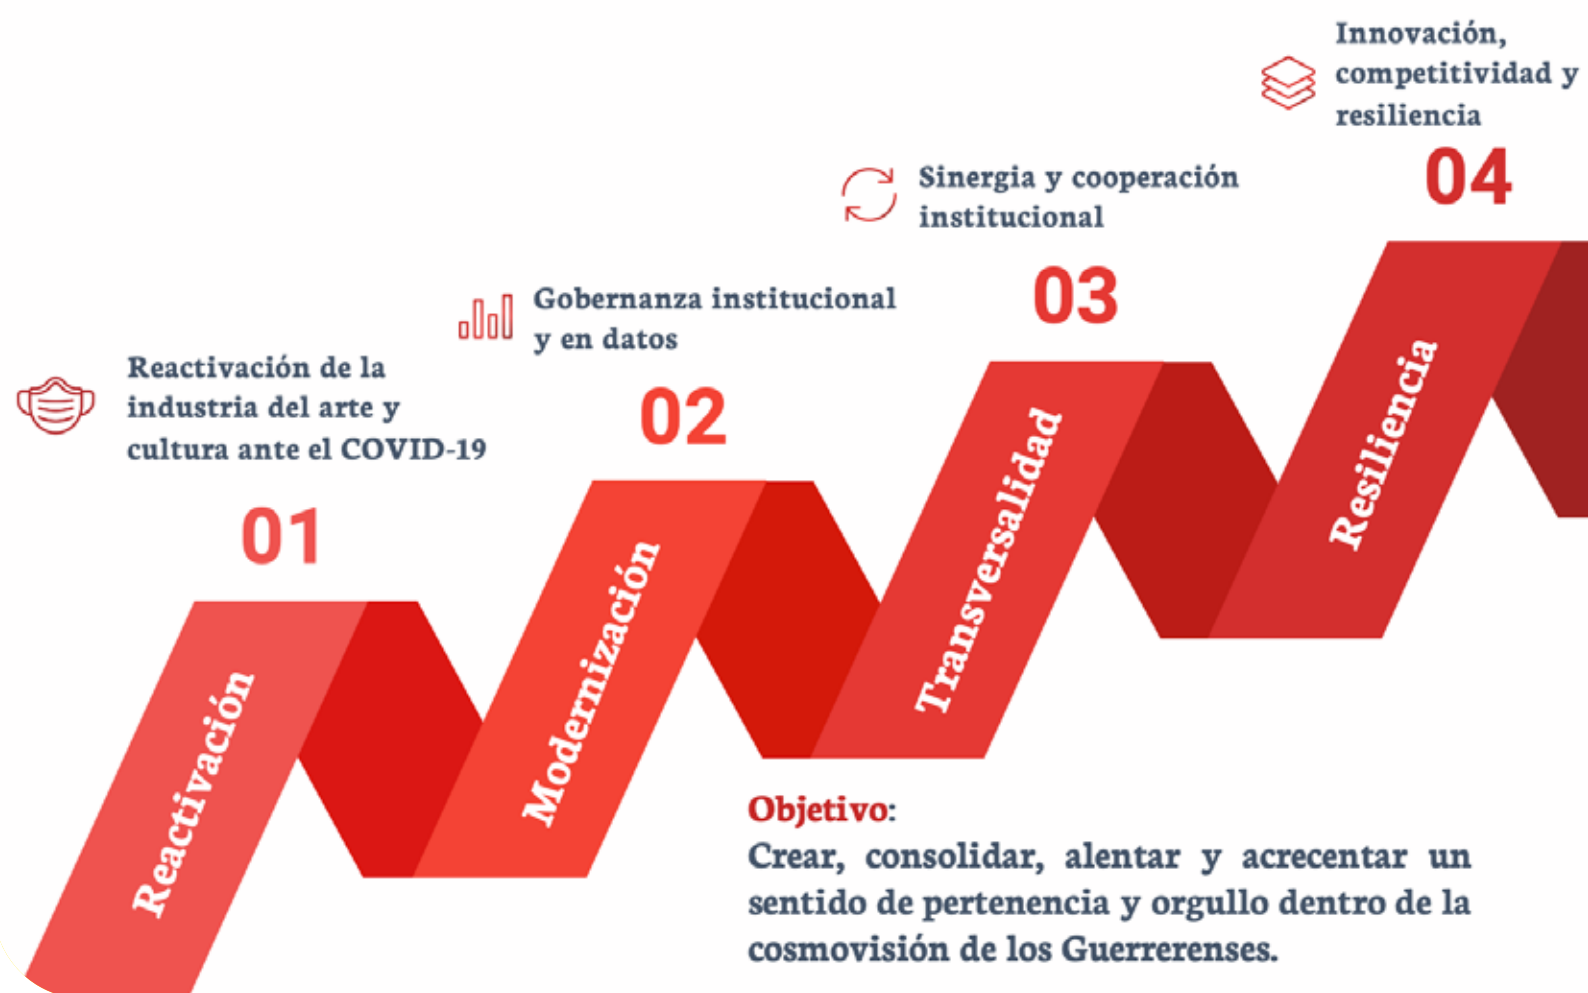 Reactivación de la
industria del arte y
cultura ante el COVID-19
01
Reactivación
Gobernanza institucional
y en datos
02
Modernización
Sinergia y cooperación
institucional
03
Transversalidad
Innovación,
competitividad y
resiliencia
04
Resiliencia
Objetivo:
Crear, consolidar, alentar y acrecentar un
sentido de pertenencia y orgullo dentro de la
cosmovisión de los Guerrerenses.